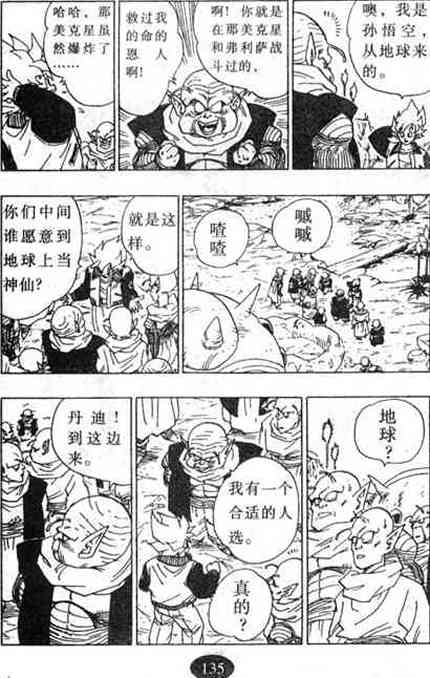 噢，我是
孙悟空，
从地球来
的。
啊！你就是
在那美克星
和弗利萨战
斗过的，
救过我
的命的
恩人
啊！
哈哈，那
美克星虽
然爆炸了
……
喊
喊
喳
喳
就是这
样。
你们中间
谁愿意到
地球上当
神仙？
地
球
？
我有一个
合适的人
选。
真
的
？
丹迪！
到这边
来。
135